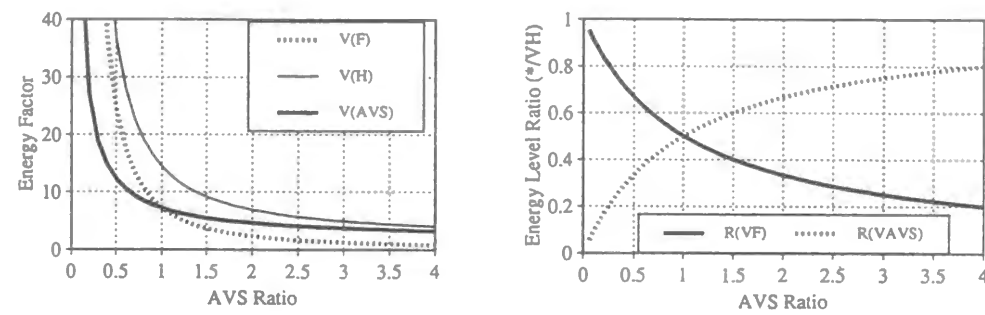 Energy Factor
40
30
20
10
0
V(F)
V(H)
V(AVS)
0 0.5 1 1.5 2 2.5 3 3.5 4
AVS Ratio
Energy Level Ratio (*/VH)
1
0.8
0.6
0.4
0.2
0
R(VF) R(VAVS)
0 0.5 1 1.5 2 2.5 3 3.5 4
AVS Ratio